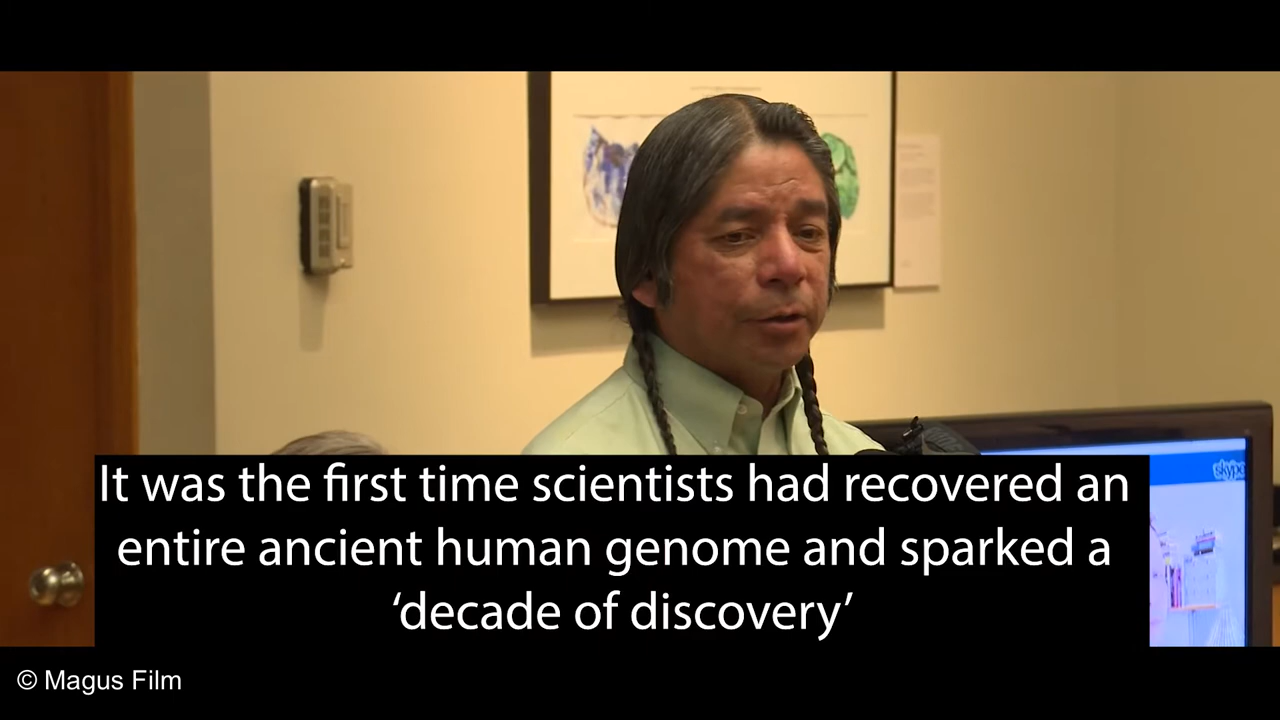 skype
It was the first time scientists had recovered an
entire ancient human genome and sparked a
‘decade of discovery’
© Magus Film